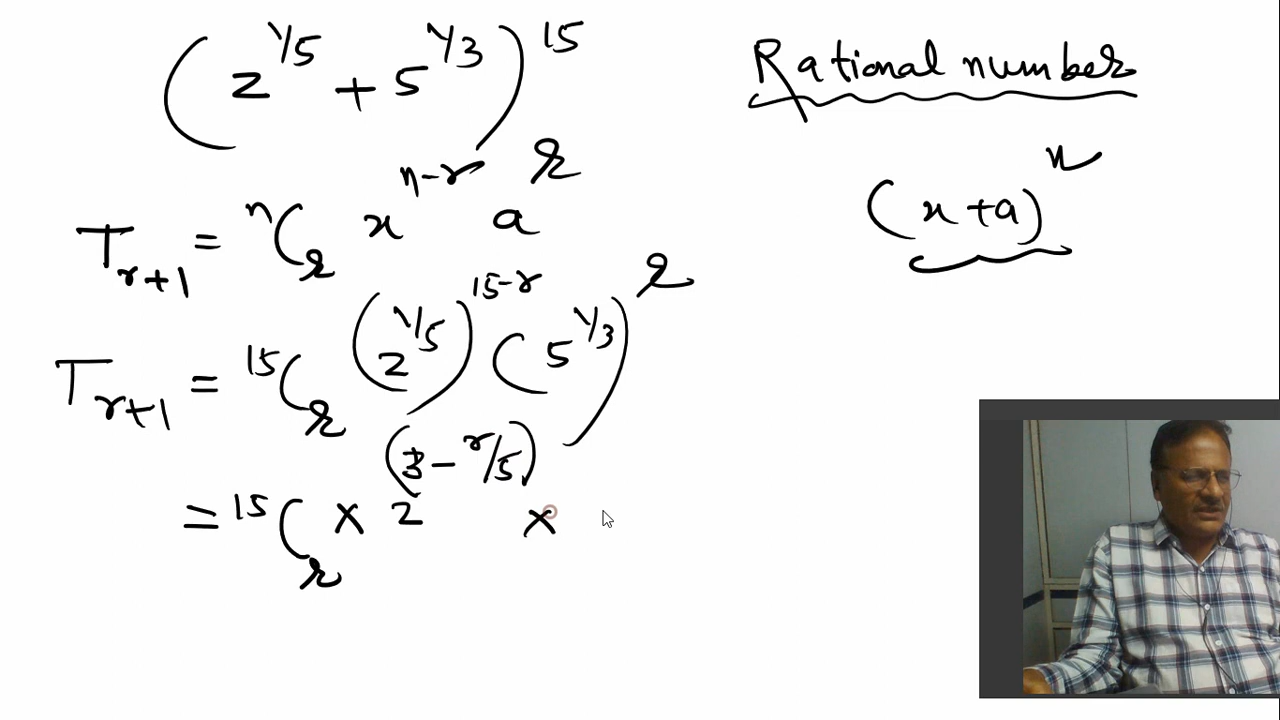 (2^{1/5} + 5^{1/3})^{15}
Rational number
(x+a)^n
T_{r+1} = ^nC_r x^{n-r} a^r
T_{r+1} = ^{15}C_r (2^{1/5})^{15-r} (5^{1/3})^r
= ^{15}C_r × 2^{(3 - r/5)} ×